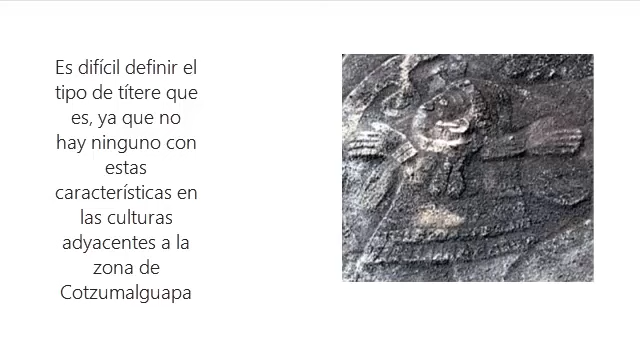 Es difícil definir el
tipo de títere que
es, ya que no
hay ninguno con
estas
características en
las culturas
adyacentes a la
zona de
Cotzumalguapa